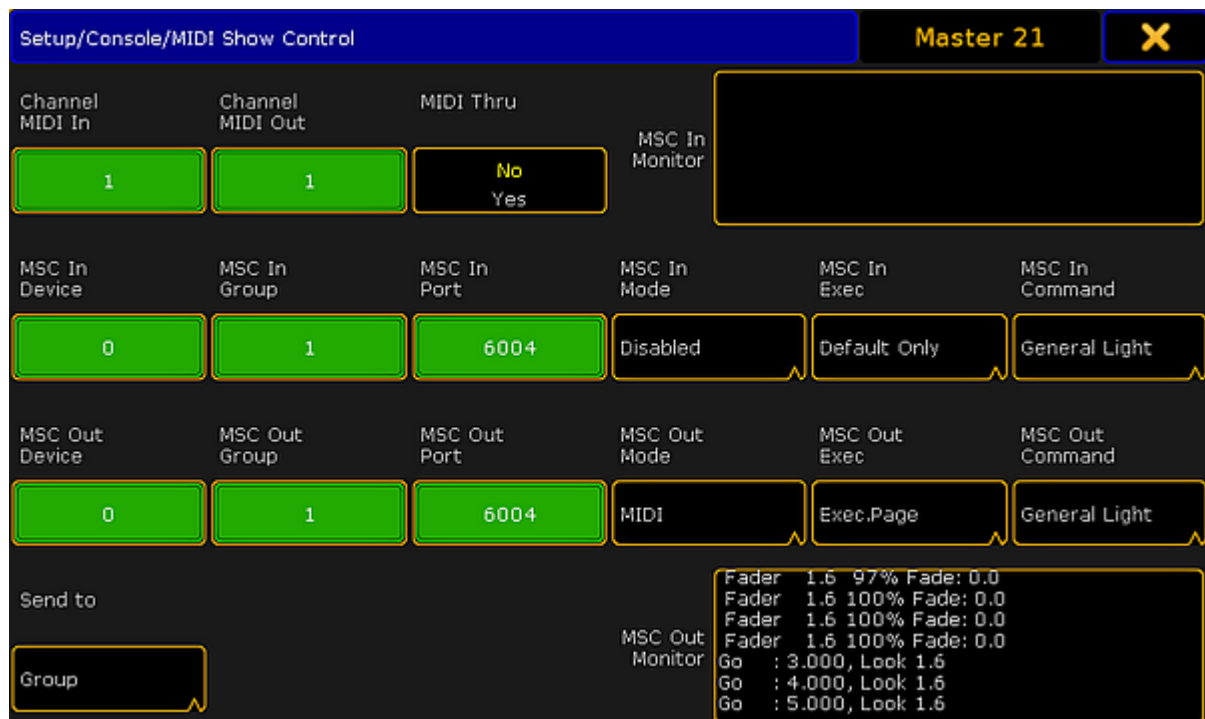 Setup/Console/MIDI Show Control
Master 21
Channel
MIDI In
Channel
MIDI Out
MIDI Thru
MSC In
Monitor
1
1
No
Yes
MSC In
Device
MSC In
Group
MSC In
Port
MSC In
Mode
MSC In
Exec
MSC In
Command
0
1
6004
Disabled
Default Only
General Light
MSC Out
Device
MSC Out
Group
MSC Out
Port
MSC Out
Mode
MSC Out
Exec
MSC Out
Command
0
1
6004
MIDI
Exec.Page
General Light
Send to
Group
MSC Out
Monitor
Fader 1.6 97% Fade: 0.0
Fader 1.6 100% Fade: 0.0
Fader 1.6 100% Fade: 0.0
Fader 1.6 100% Fade: 0.0
Go : 3.000, Look 1.6
Go : 4.000, Look 1.6
Go : 5.000, Look 1.6